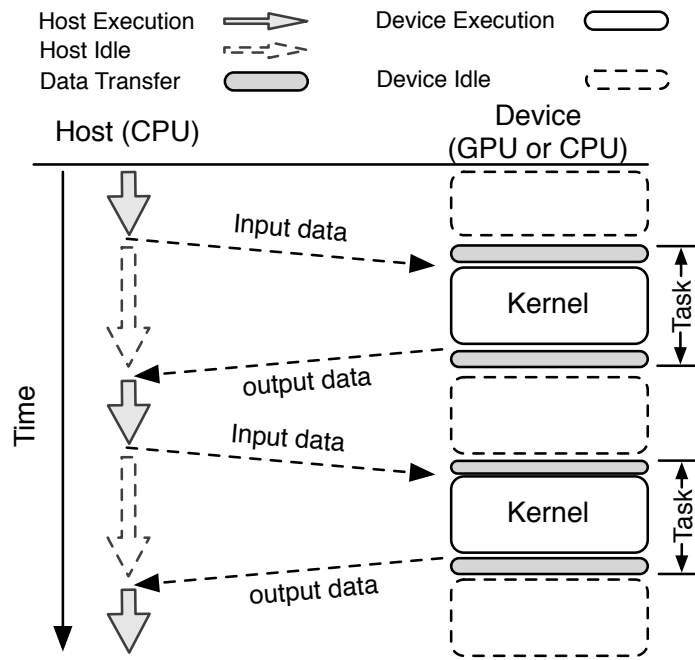 Host Execution
Host Idle
Data Transfer
Device Execution
Device Idle
Host (CPU)
Device
(GPU or CPU)
Time
Input data
Kernel
Task
output data
Input data
Kernel
Task
output data